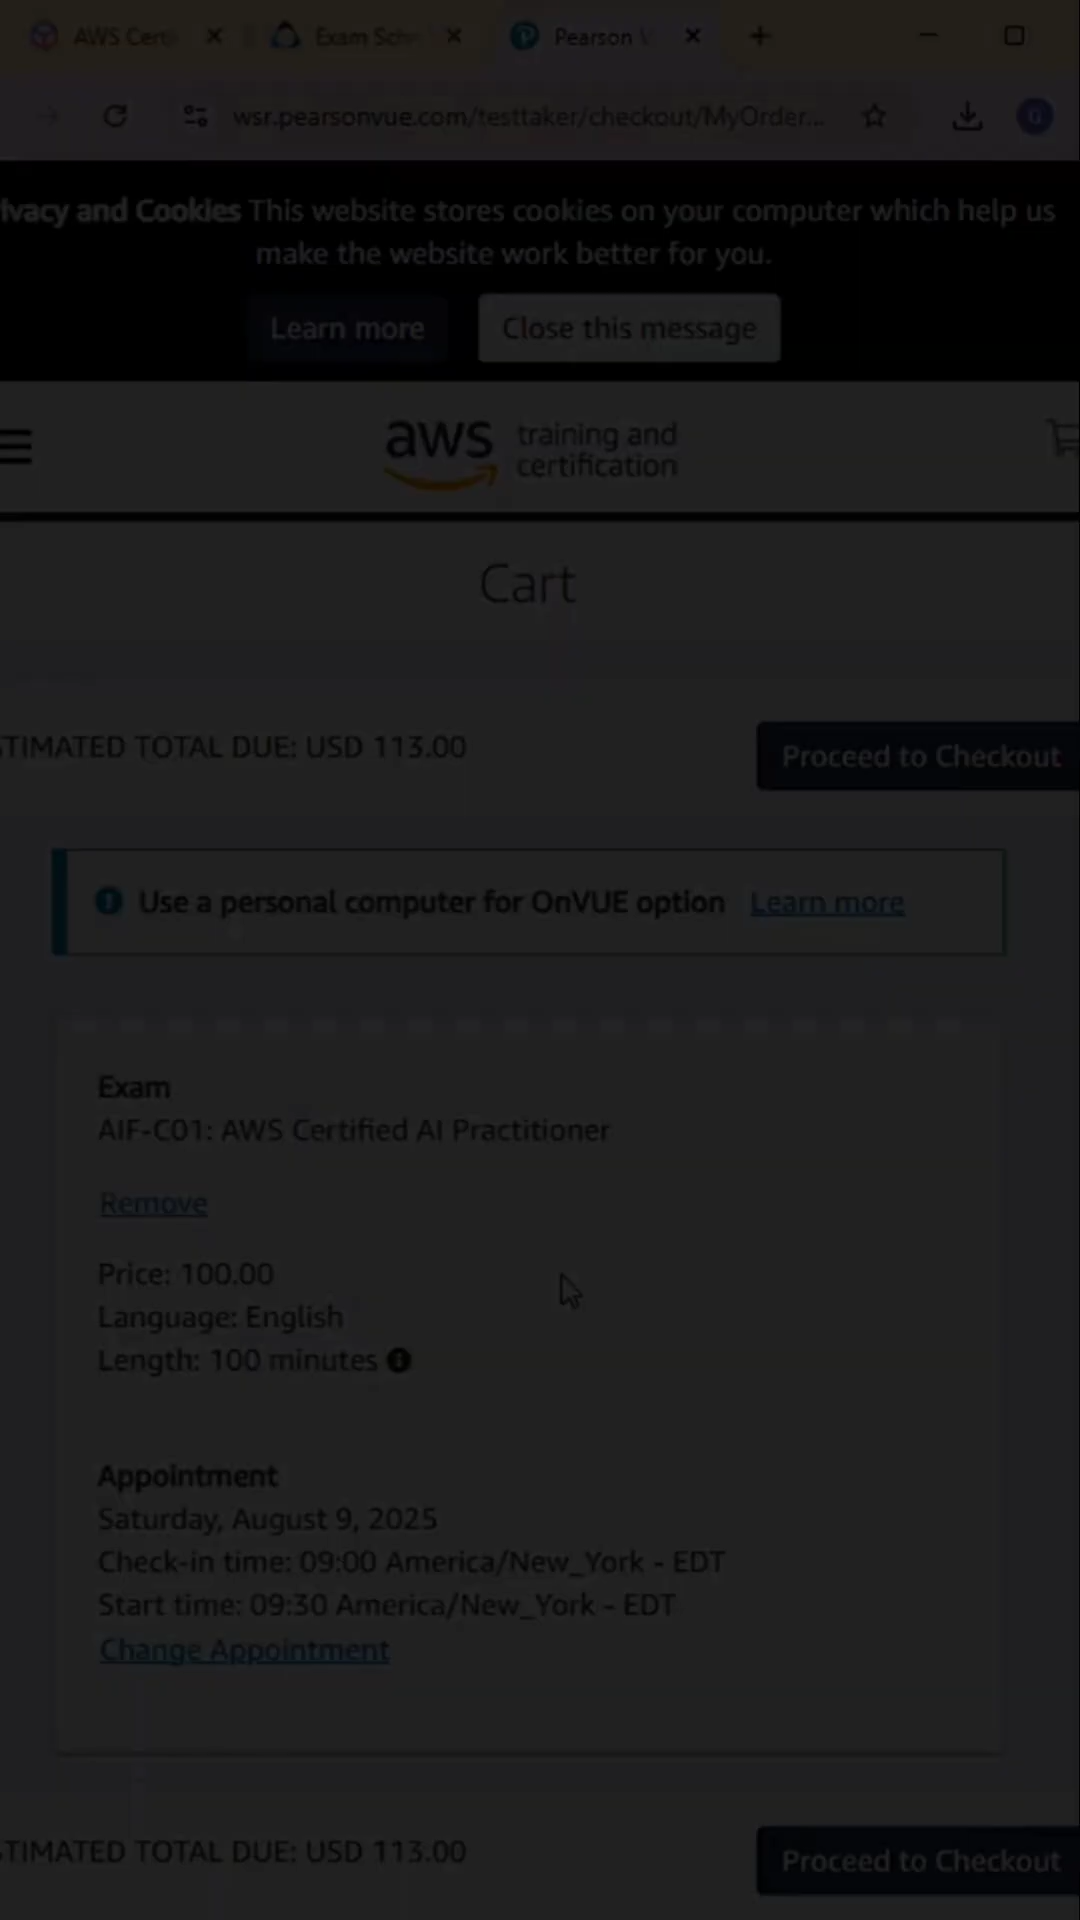 AWS Certi
Exam Sche
Pearson V
wsr.pearsonvue.com/testtaker/checkout/MyOrder...
G
ivacy and Cookies This website stores cookies on your computer which help us
make the website work better for you.
Learn more
Close this message
aws training and
certification
Cart
STIMATED TOTAL DUE: USD 113.00
Proceed to Checkout
Use a personal computer for OnVUE option Learn more
Exam
AIF-C01: AWS Certified AI Practitioner
Remove
Price: 100.00
Language: English
Length: 100 minutes
Appointment
Saturday, August 9, 2025
Check-in time: 09:00 America/New_York - EDT
Start time: 09:30 America/New_York - EDT
Change Appointment
STIMATED TOTAL DUE: USD 113.00
Proceed to Checkout